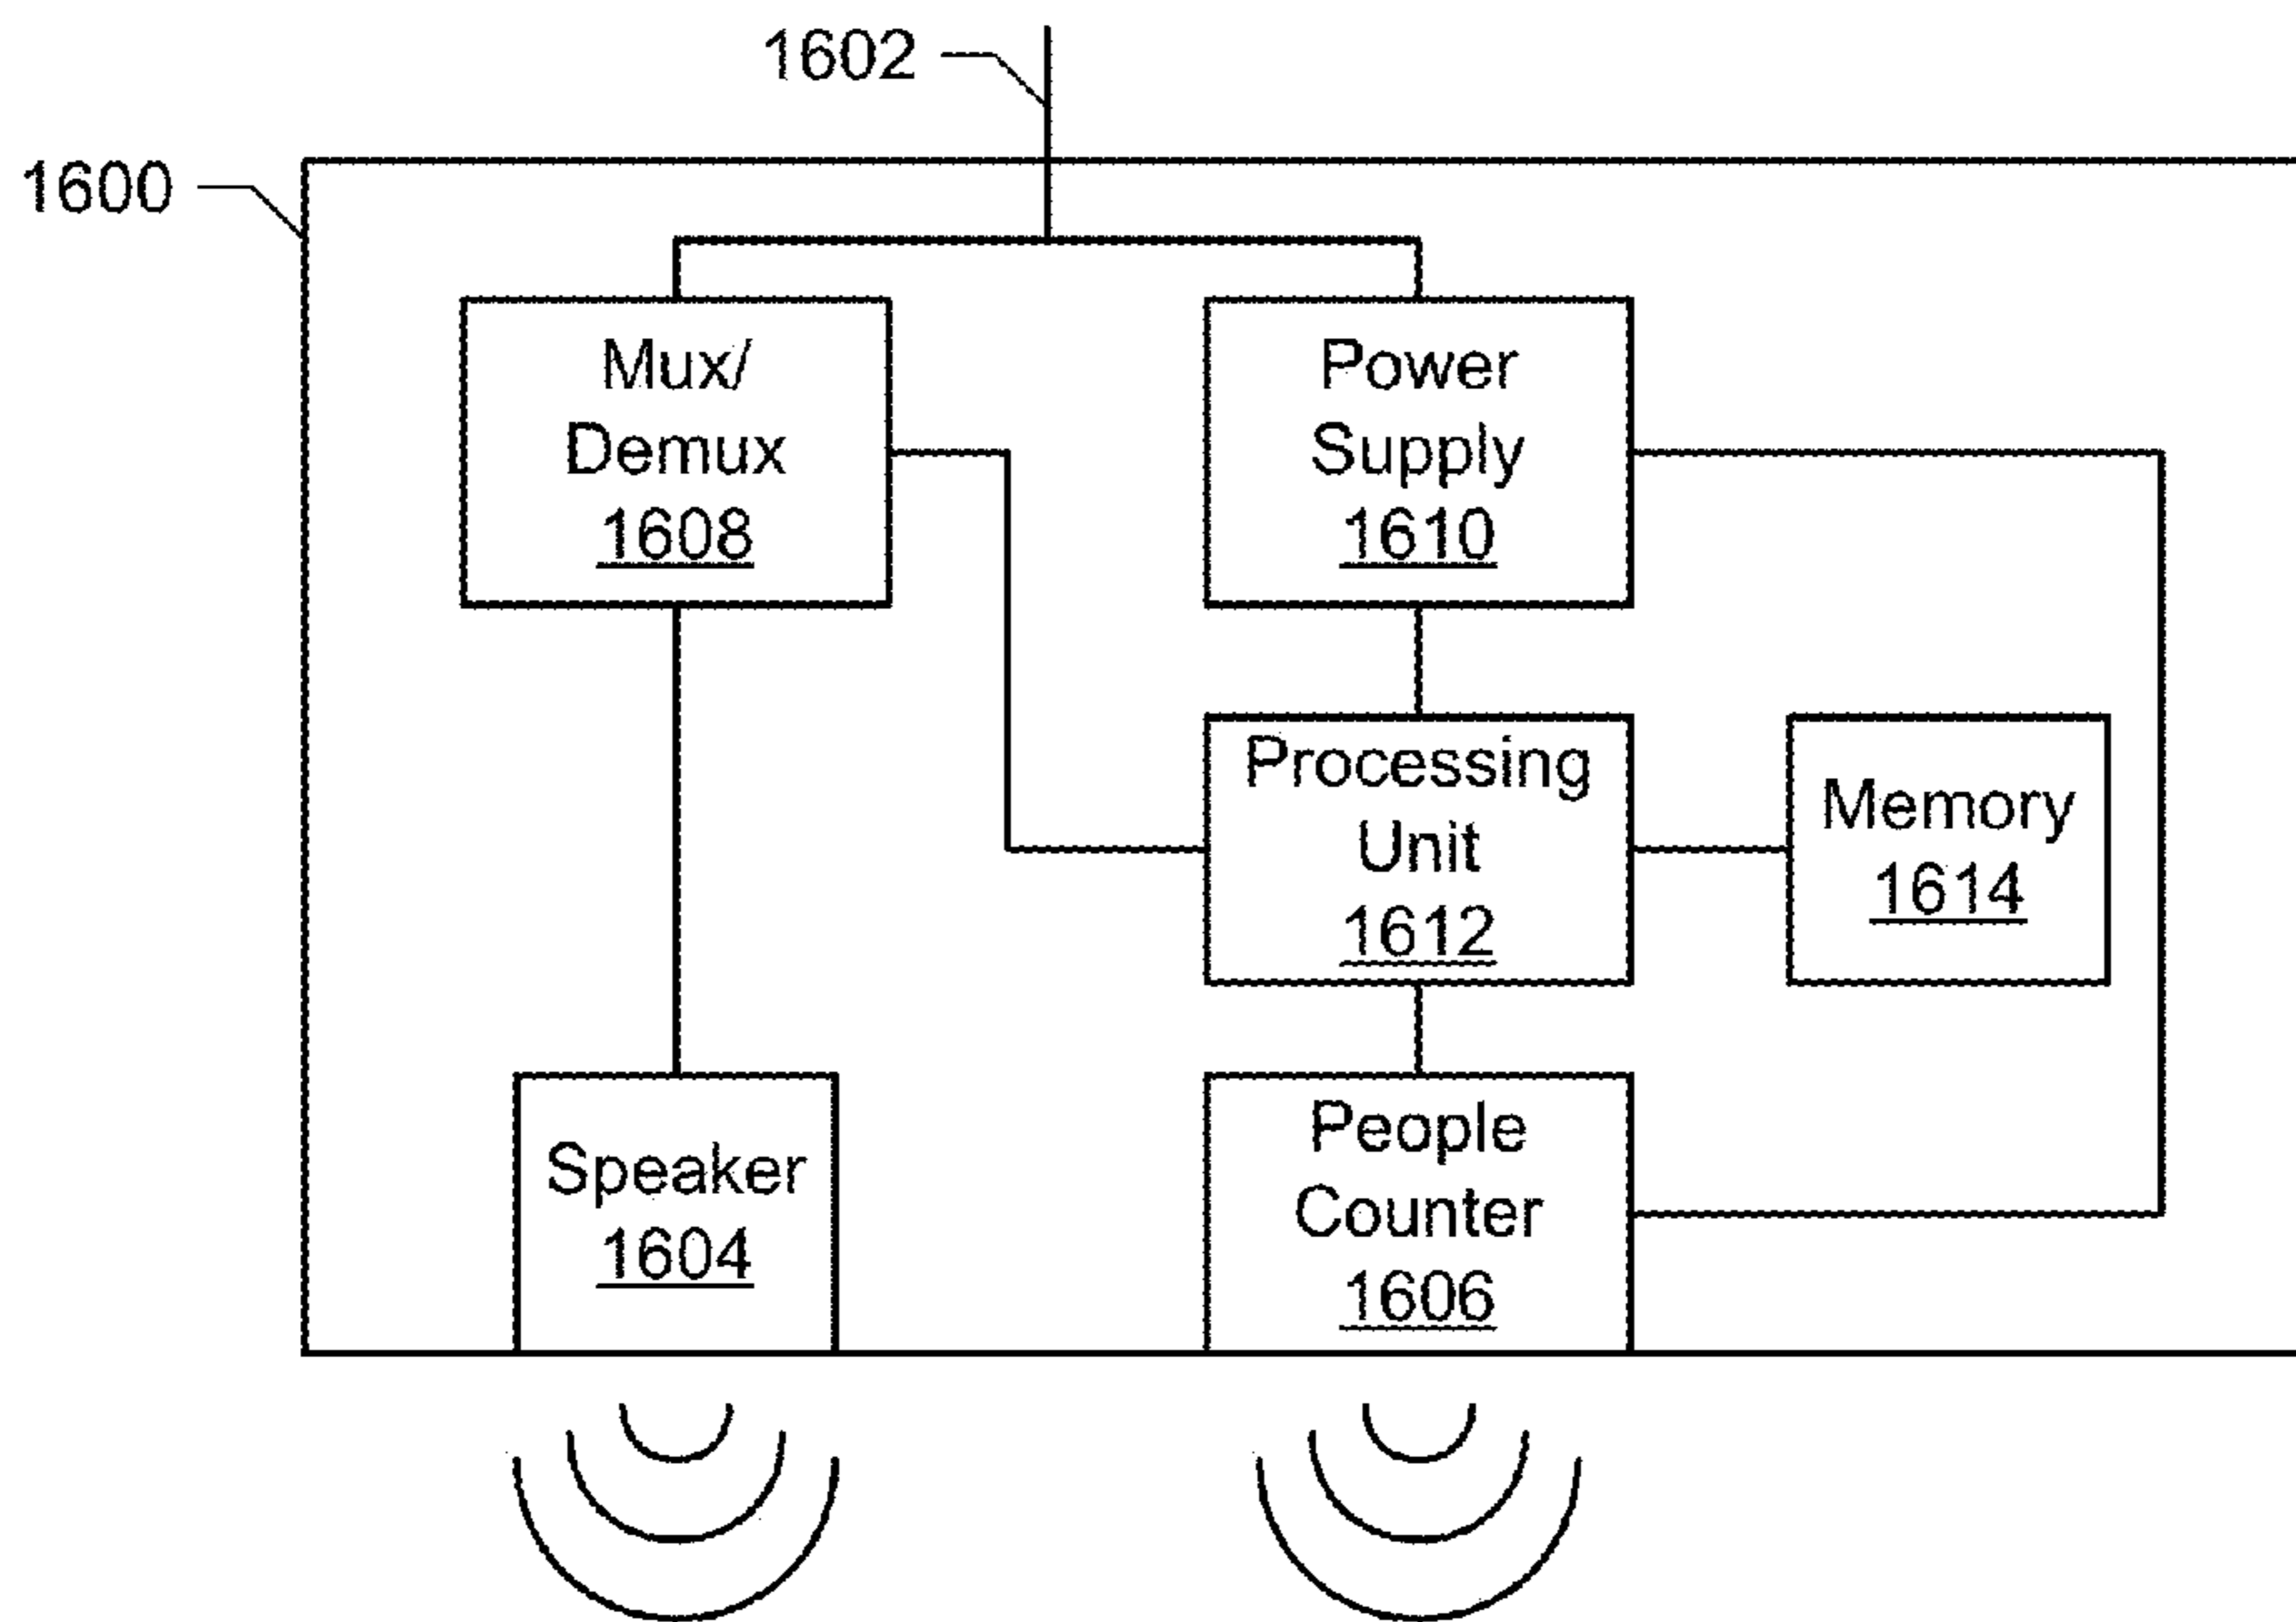 1602
1600
Mux/
Demux
1608
Power
Supply
1610
Processing
Unit
1612
Memory
1614
Speaker
1604
People
Counter
1606